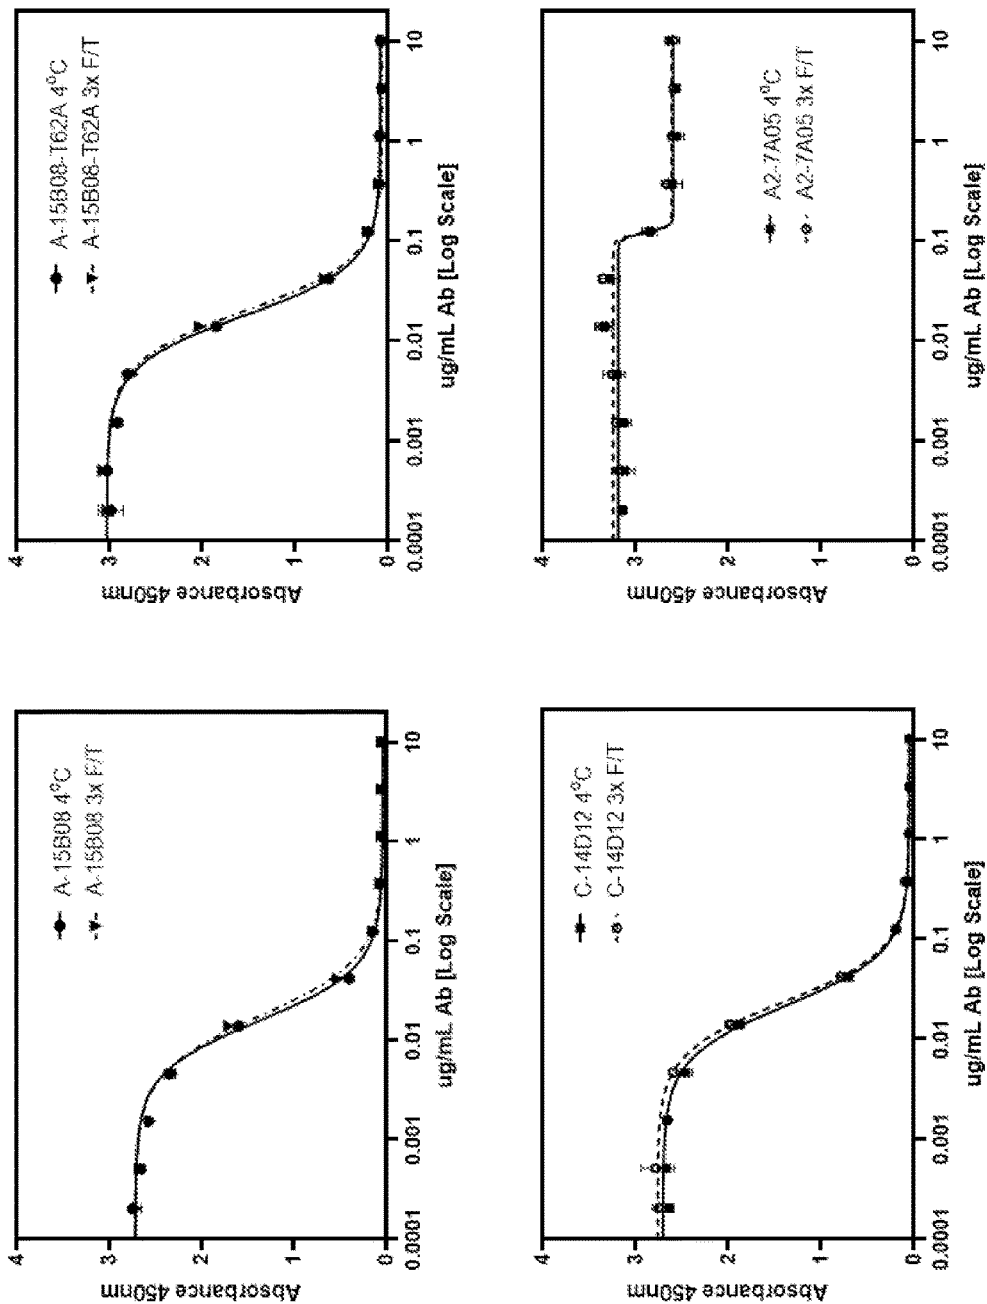 4
3
2
1
0
Absorbance 450nm
0.0001
0.001
0.01
0.1
1
10
ug/mL Ab [Log Scale]
A-15B08 4°C
A-15B08 3x F/T
4
3
2
1
0
Absorbance 450nm
0.0001
0.001
0.01
0.1
1
10
ug/mL Ab [Log Scale]
A-15B08-T62A 4°C
A-15B08-T62A 3x F/T
4
3
2
1
0
Absorbance 450nm
0.0001
0.001
0.01
0.1
1
10
ug/mL Ab [Log Scale]
C-14D12 4°C
C-14D12 3x F/T
4
3
2
1
0
Absorbance 450nm
0.0001
0.001
0.01
0.1
1
10
ug/mL Ab [Log Scale]
A2-7A05 4°C
A2-7A05 3x F/T